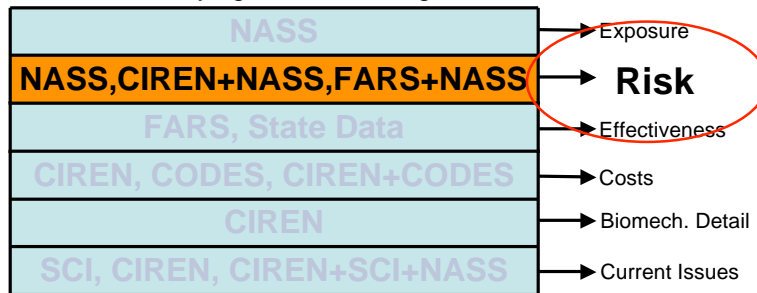 NASS
Exposure
NASS,CIREN+NASS,FARS+NASS
Risk
FARS, State Data
Effectiveness
CIREN, CODES, CIREN+CODES
Costs
CIREN
Biomech. Detail
SCI, CIREN, CIREN+SCI+NASS
Current Issues